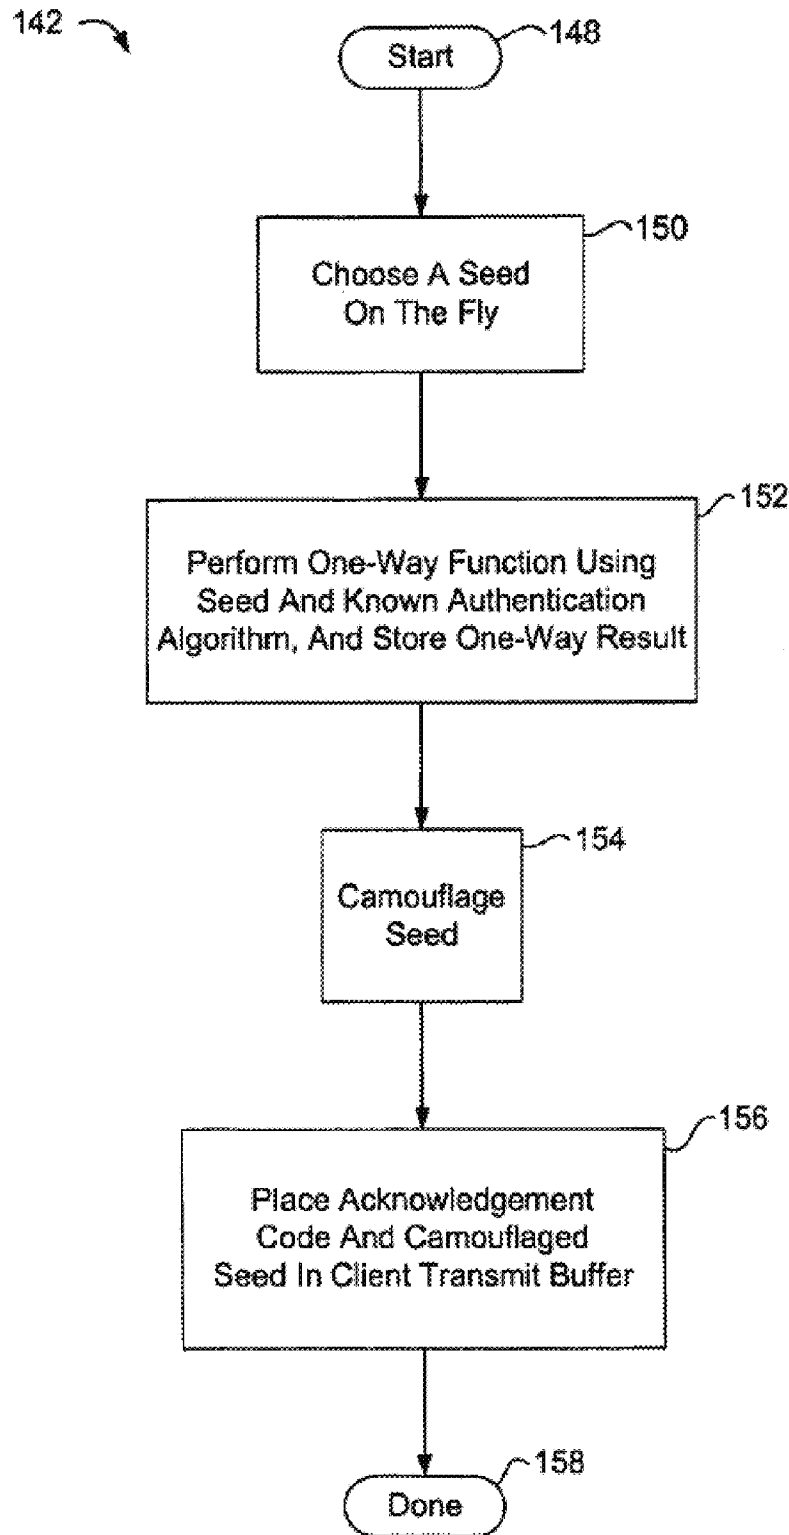 142
Start
148
150
Choose A Seed
On The Fly
152
Perform One-Way Function Using
Seed And Known Authentication
Algorithm, And Store One-Way Result
154
Camouflage
Seed
156
Place Acknowledgement
Code And Camouflaged
Seed In Client Transmit Buffer
158
Done